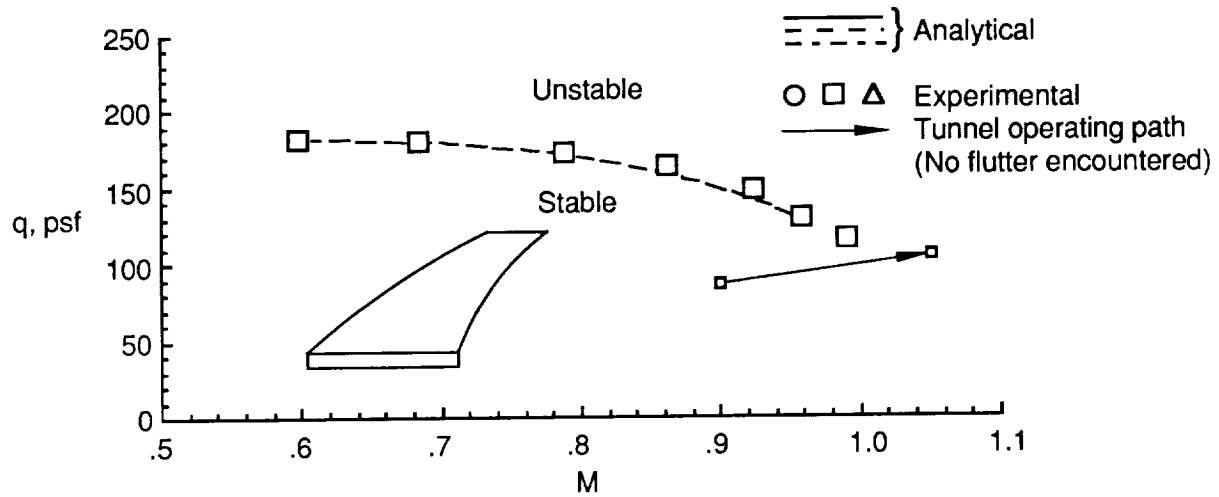 250
200
150
100
50
0
q, psf
.5
.6
.7
.8
.9
1.0
1.1
M
Unstable
Stable
Analytical
Experimental
Tunnel operating path
(No flutter encountered)